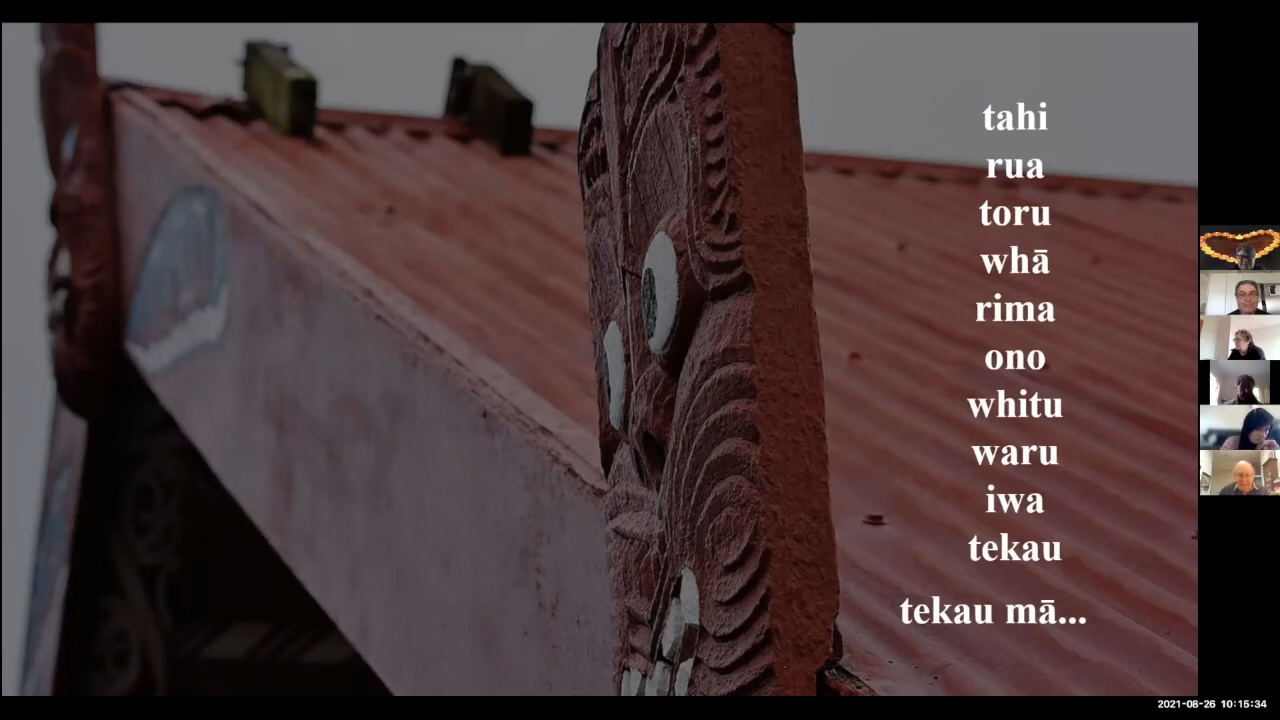 tahi
rua
toru
whā
rima
ono
whitu
waru
iwa
tekau
tekau mā...
2021-08-26 10:15:34